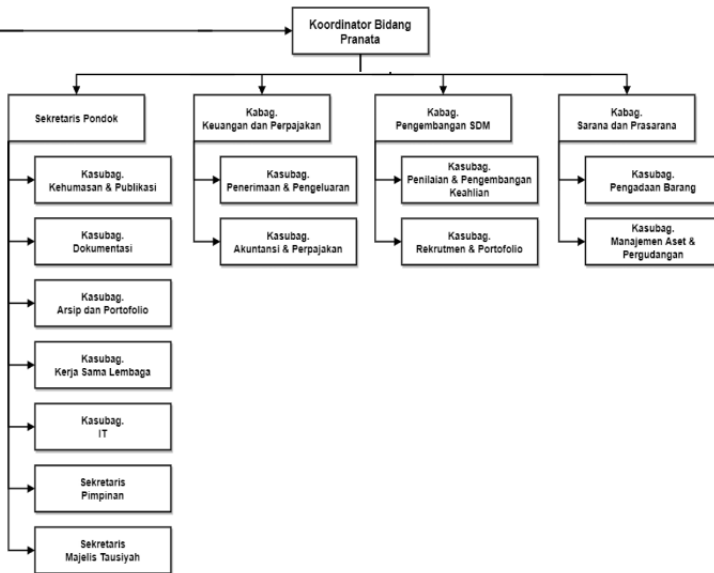 Koordinator Bidang
Pranata
Sekretaris Pondok
Kasubag.
Kehumasan & Publikasi
Kasubag.
Dokumentasi
Kasubag.
Arsip dan Portofolio
Kasubag.
Kerja Sama Lembaga
Kasubag.
IT
Sekretaris
Pimpinan
Sekretaris
Majelis Tausiyah
Kabag.
Keuangan dan Perpajakan
Kasubag.
Penerimaan & Pengeluaran
Kasubag.
Akuntansi & Perpajakan
Kabag.
Pengembangan SDM
Kasubag.
Penilaian & Pengembangan
Keahlian
Kasubag.
Rekrutmen & Portofolio
Kabag.
Sarana dan Prasarana
Kasubag.
Pengadaan Barang
Kasubag.
Manajemen Aset &
Pergudangan